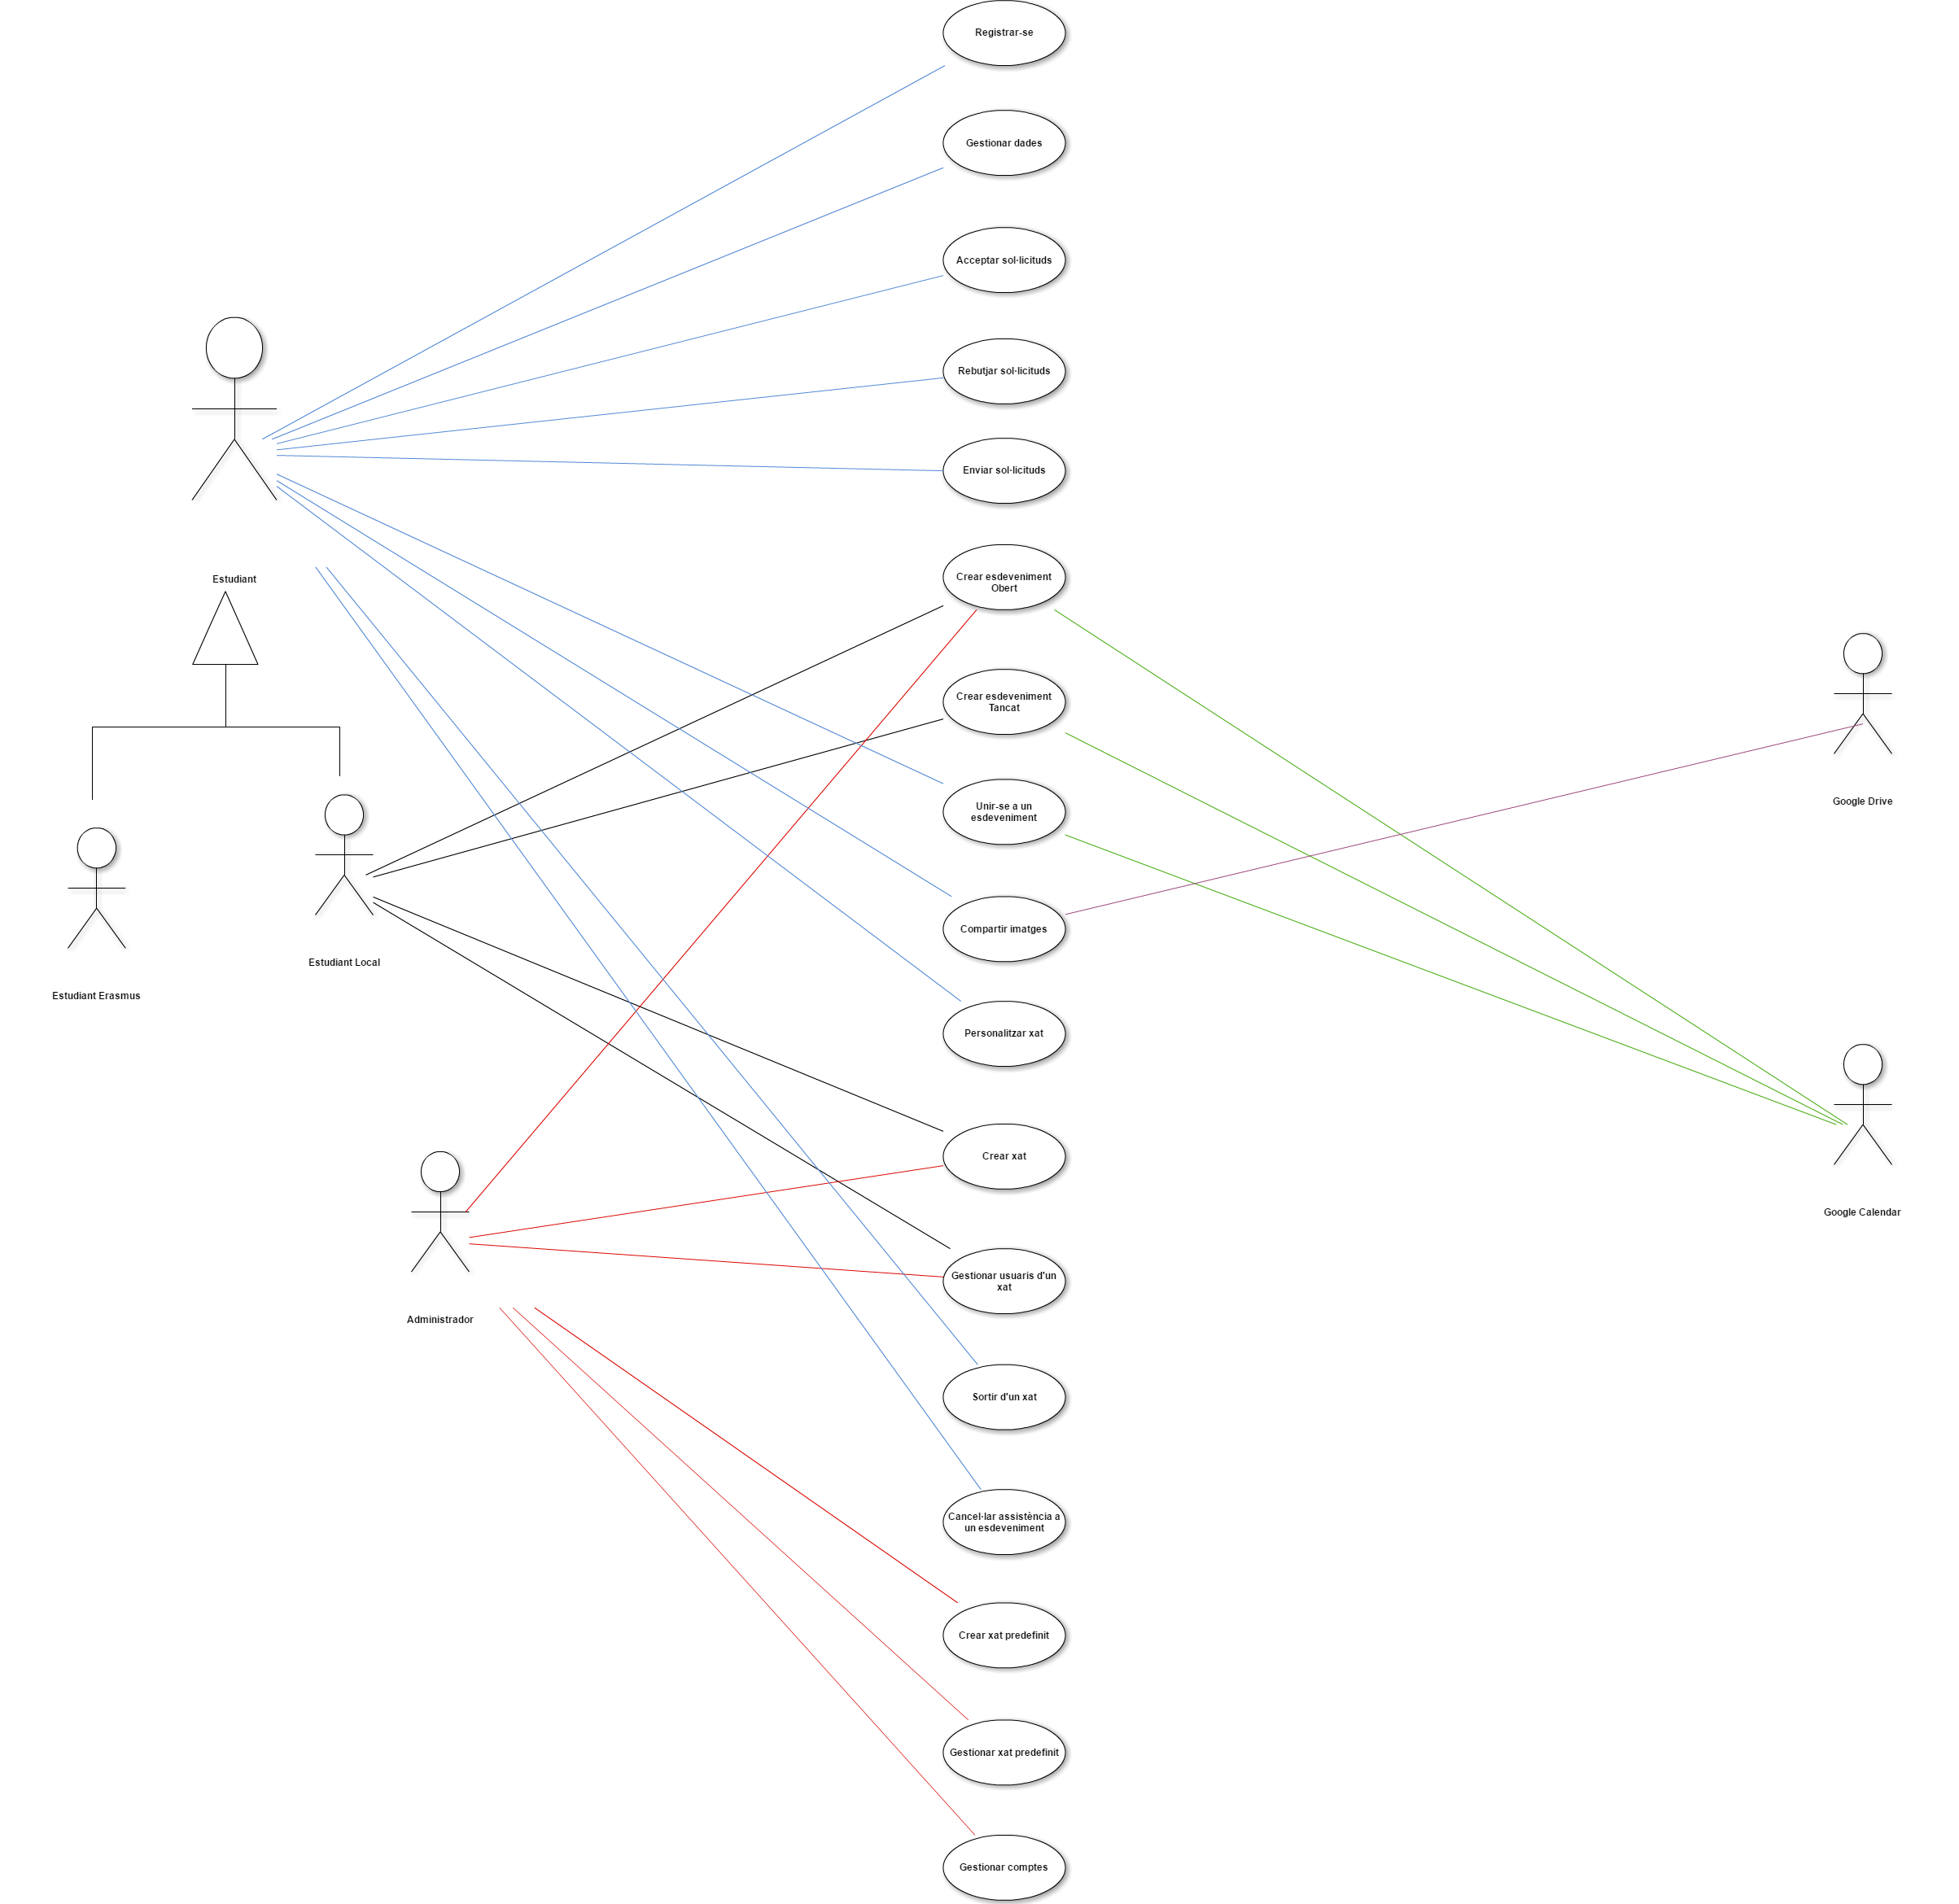 Registrar-se
Gestionar dades
Acceptar sol·licituds
Rebutjar sol·licituds
Enviar sol·licituds
Estudiant
Crear esdeveniment
Obert
Crear esdeveniment
Tancat
Unir-se a un
esdeveniment
Google Drive
Compartir imatges
Estudiant Local
Estudiant Erasmus
Personalitzar xat
Crear xat
Google Calendar
Gestionar usuaris d'un
xat
Administrador
Sortir d'un xat
Cancel·lar assistència a
un esdeveniment
Crear xat predefinit
Gestionar xat predefinit
Gestionar comptes